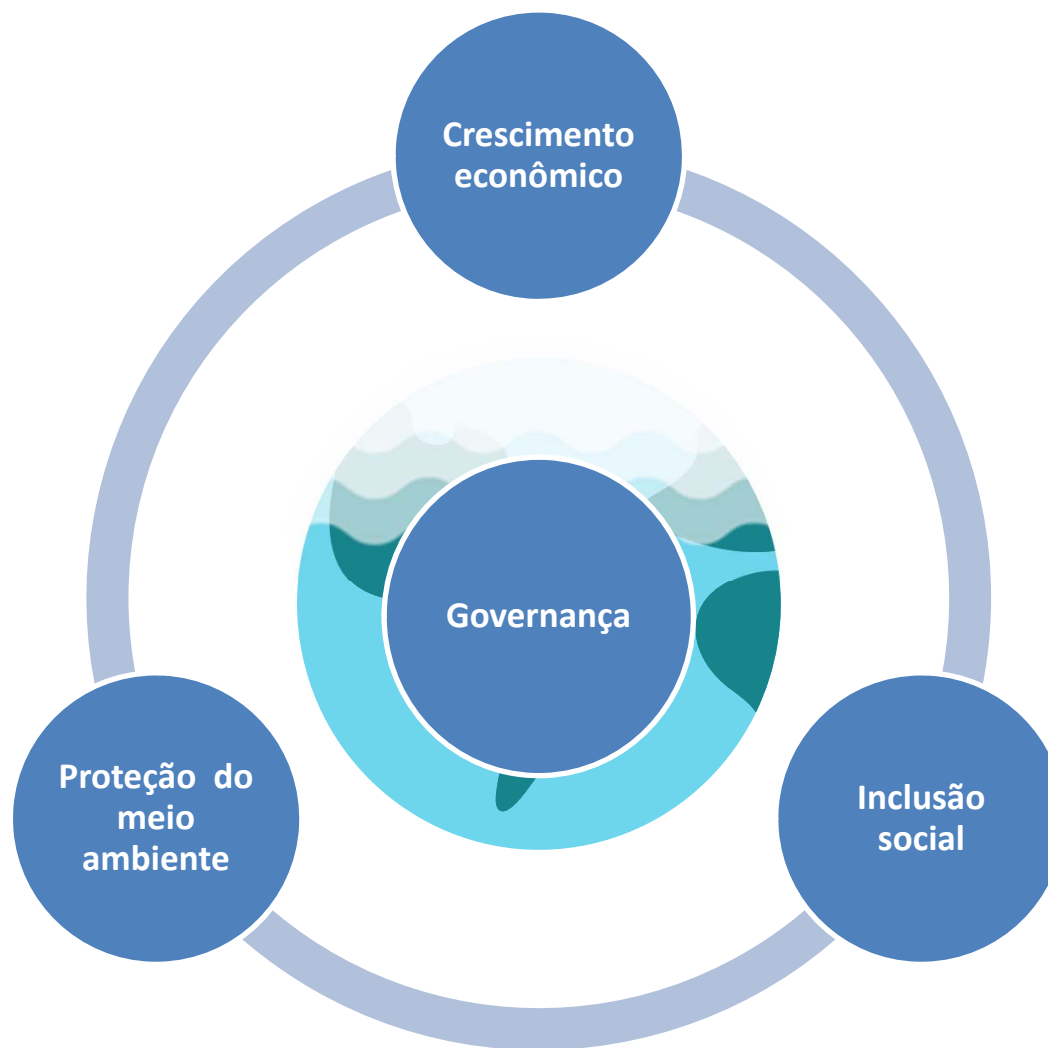 Crescimento
econômico
Governança
Proteção do
meio
ambiente
Inclusão
social